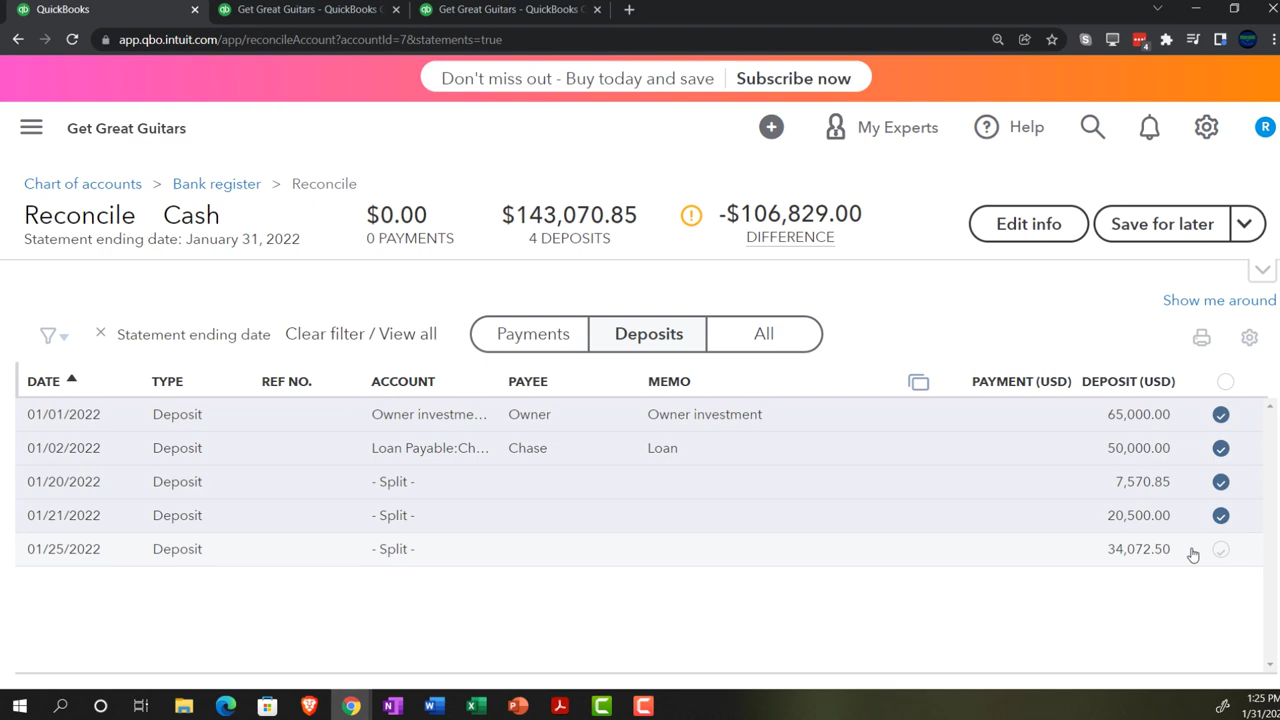 QuickBooks
Get Great Guitars - QuickBooks C
Get Great Guitars - QuickBooks C
app.qbo.intuit.com/app/reconcileAccount?accountId=7&statements=true
4
Don't miss out - Buy today and save
Subscribe now
Get Great Guitars
My Experts
Help
R
Chart of accounts > Bank register > Reconcile
Reconcile Cash
Statement ending date: January 31, 2022
$0.00
0 PAYMENTS
$143,070.85
4 DEPOSITS
-$106,829.00
DIFFERENCE
Edit info
Save for later
Show me around
Statement ending date
Clear filter / View all
Payments
Deposits
All
DATE TYPE REF NO. ACCOUNT PAYEE MEMO PAYMENT (USD) DEPOSIT (USD)
01/01/2022 Deposit Owner investme... Owner Owner investment 65,000.00
01/02/2022 Deposit Loan Payable:Ch... Chase Loan 50,000.00
01/20/2022 Deposit - Split - 7,570.85
01/21/2022 Deposit - Split - 20,500.00
01/25/2022 Deposit - Split - 34,072.50
1:25 PM
1/31/202